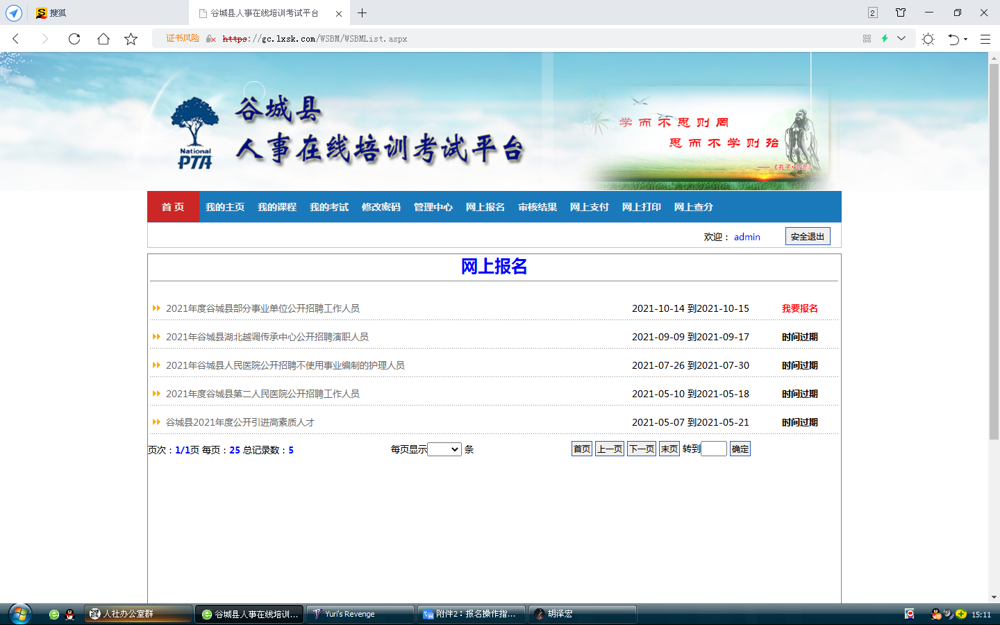 搜狐
谷城县人事在线培训考试平台
2
证书风险 https://gc.lxsk.com/WSBM/WSBMList.aspx
谷城县
人事在线培训考试平台
National
PTA
学而不思则罔
思而不学则殆
首 页 我的主页 我的课程 我的考试 修改密码 管理中心 网上报名 审核结果 网上支付 网上打印 网上查分
欢迎： admin 安全退出
网上报名
2021年度谷城县部分事业单位公开招聘工作人员 2021-10-14 到2021-10-15 我要报名
2021年谷城县湖北越调传承中心公开招聘演职人员 2021-09-09 到2021-09-17 时间过期
2021年谷城县人民医院公开招聘不使用事业编制的护理人员 2021-07-26 到2021-07-30 时间过期
2021年度谷城县第二人民医院公开招聘工作人员 2021-05-10 到2021-05-18 时间过期
谷城县2021年度公开引进高素质人才 2021-05-07 到2021-05-21 时间过期
页次：1/1页 每页：25 总记录数：5 每页显示 条 首页 上一页 下一页 末页 转到 确定
人社办公室群 谷城县人事在线培训... Yuri's Revenge 附件2：报名操作指... 胡泽宏 15:11